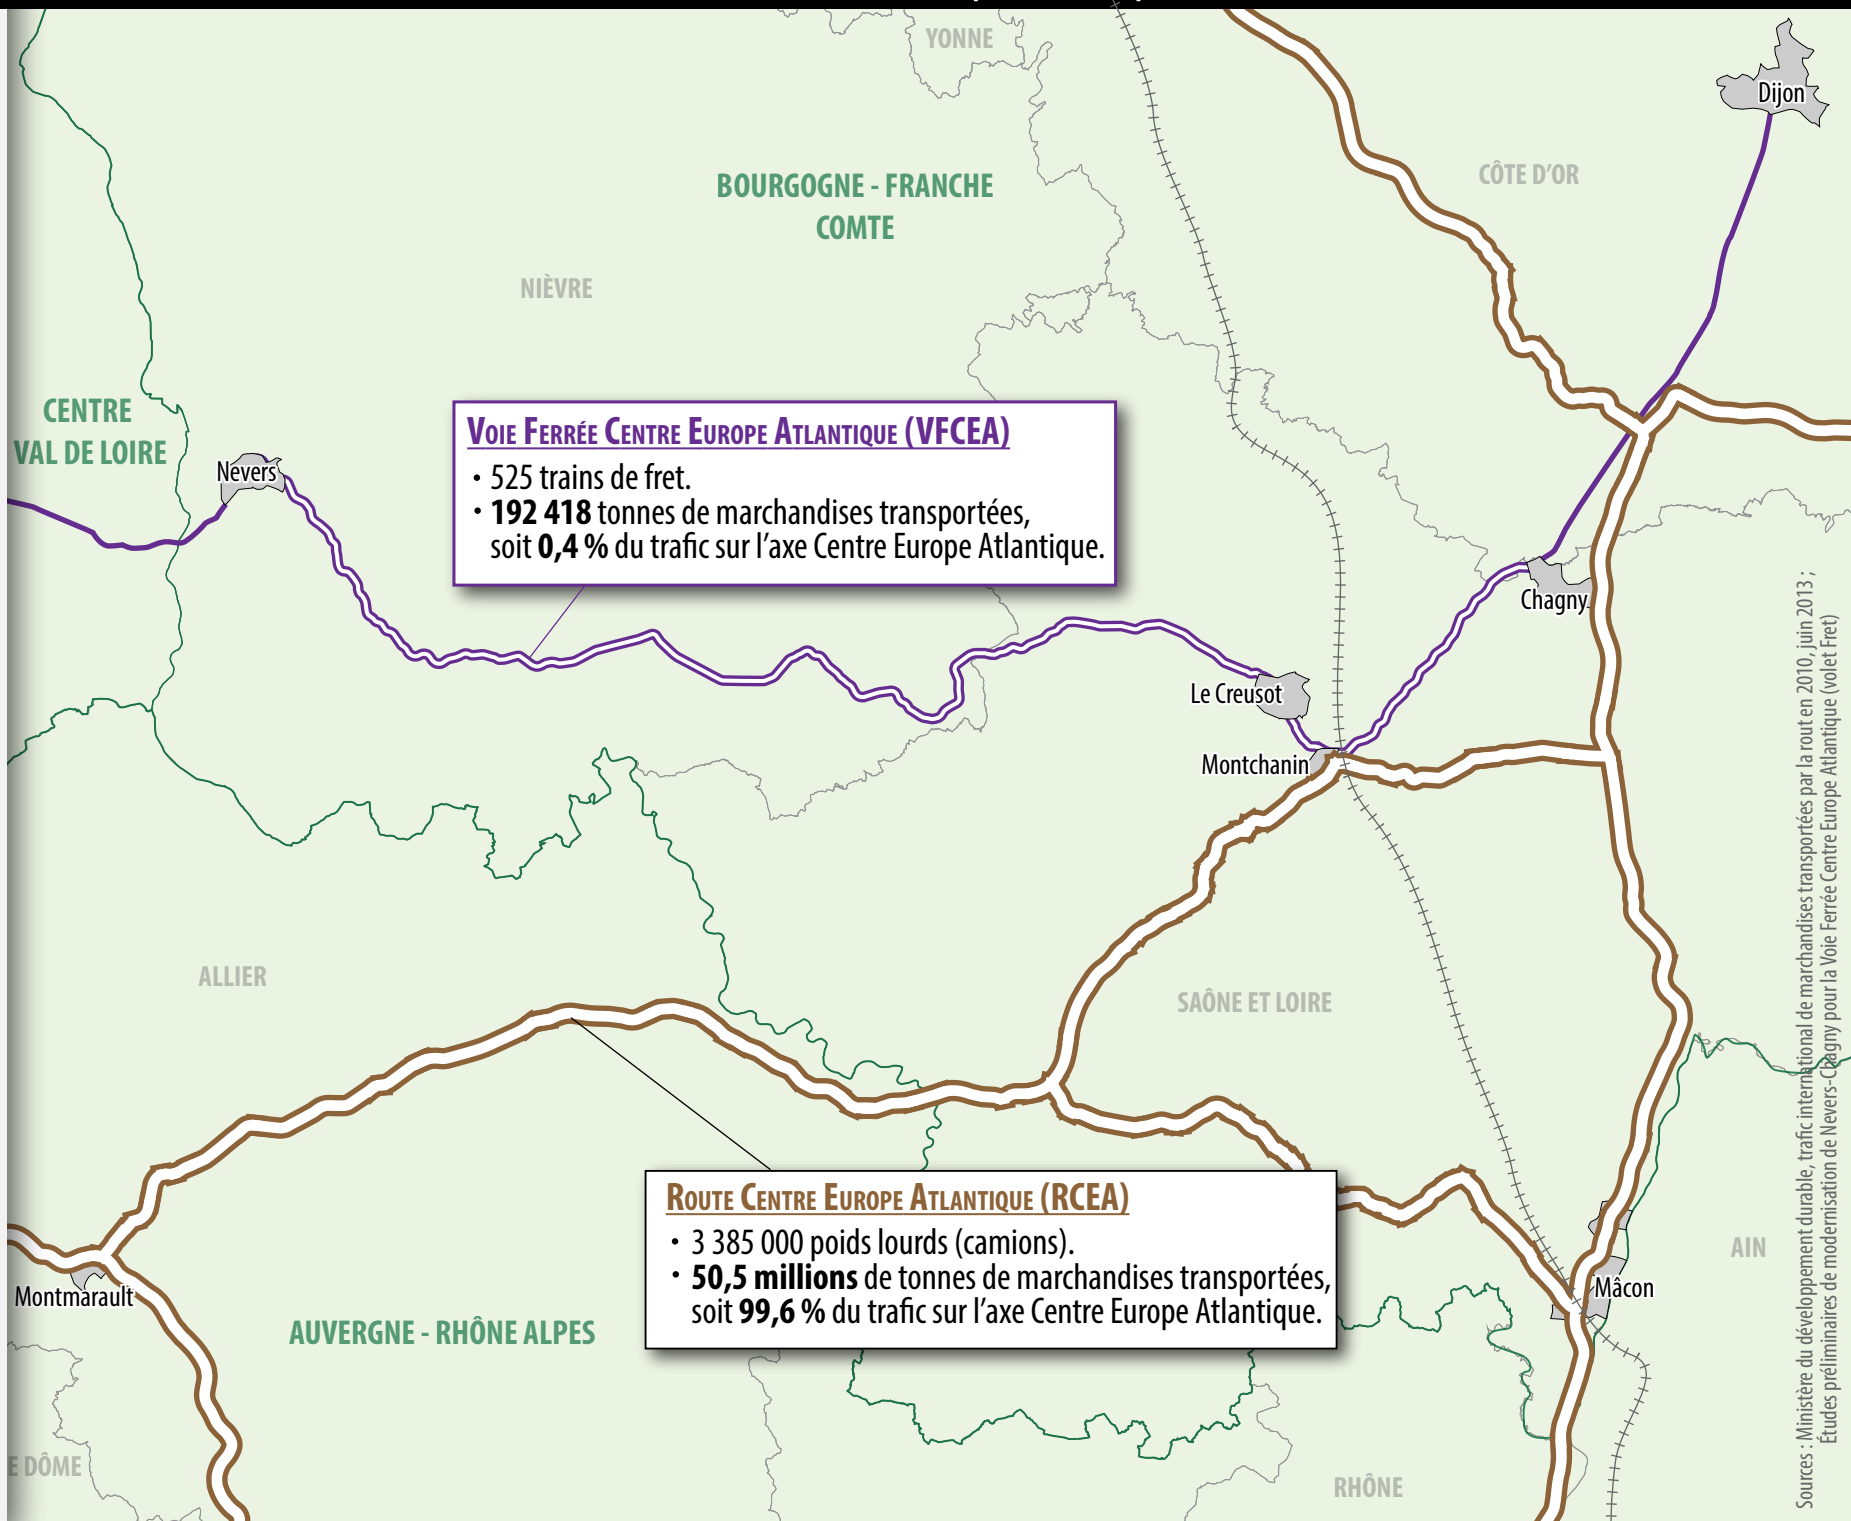 YONNE
Dijon
CÔTE D'OR
BOURGOGNE - FRANCHE
COMTE
NIÈVRE
CENTRE
VAL DE LOIRE
Nevers
VOIE FERRÉE CENTRE EUROPE ATLANTIQUE (VFCEA)
• 525 trains de fret.
• 192 418 tonnes de marchandises transportées,
soit 0,4 % du trafic sur l'axe Centre Europe Atlantique.
Chagny
Le Creusot
Montchanin
ALLIER
SAÔNE ET LOIRE
ROUTE CENTRE EUROPE ATLANTIQUE (RCEA)
• 3 385 000 poids lourds (camions).
• 50,5 millions de tonnes de marchandises transportées,
soit 99,6 % du trafic sur l'axe Centre Europe Atlantique.
AIN
Mâcon
Montmarault
AUVERGNE - RHÔNE ALPES
E DÔME
RHÔNE
Sources : Ministère du développement durable, trafic international de marchandises transportées par la rout en 2010, juin 2013 ;
Études préliminaires de modernisation de Nevers-Chagny pour la Voie Ferrée Centre Europe Atlantique (volet Fret)